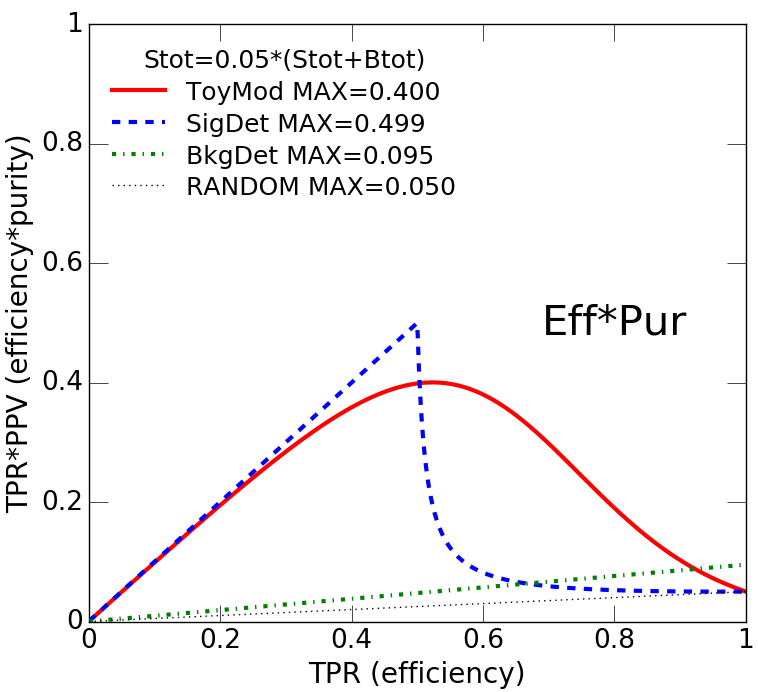 1
Stot=0.05*(Stot+Btot)
ToyMod MAX=0.400
SigDet MAX=0.499
BkgDet MAX=0.095
RANDOM MAX=0.050
0.8
0.6
Eff*Pur
0.4
0.2
0
TPR*PPV (efficiency*purity)
0 0.2 0.4 0.6 0.8 1
TPR (efficiency)